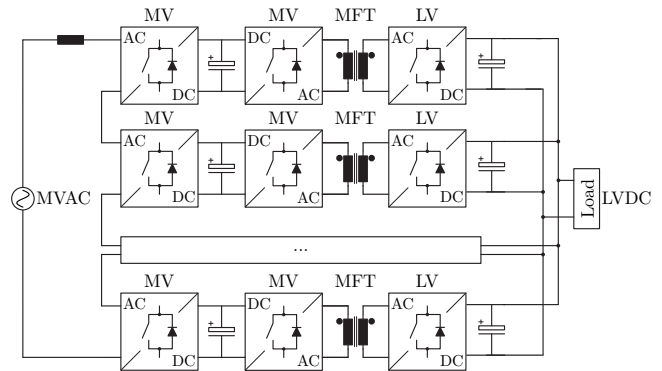 MV MV MFT LV
AC DC AC
+ +
DC AC DC
MV MV MFT LV
AC DC AC
+ +
DC AC DC
MVAC Load LVDC
...
MV MV MFT LV
AC DC AC
+ +
DC AC DC